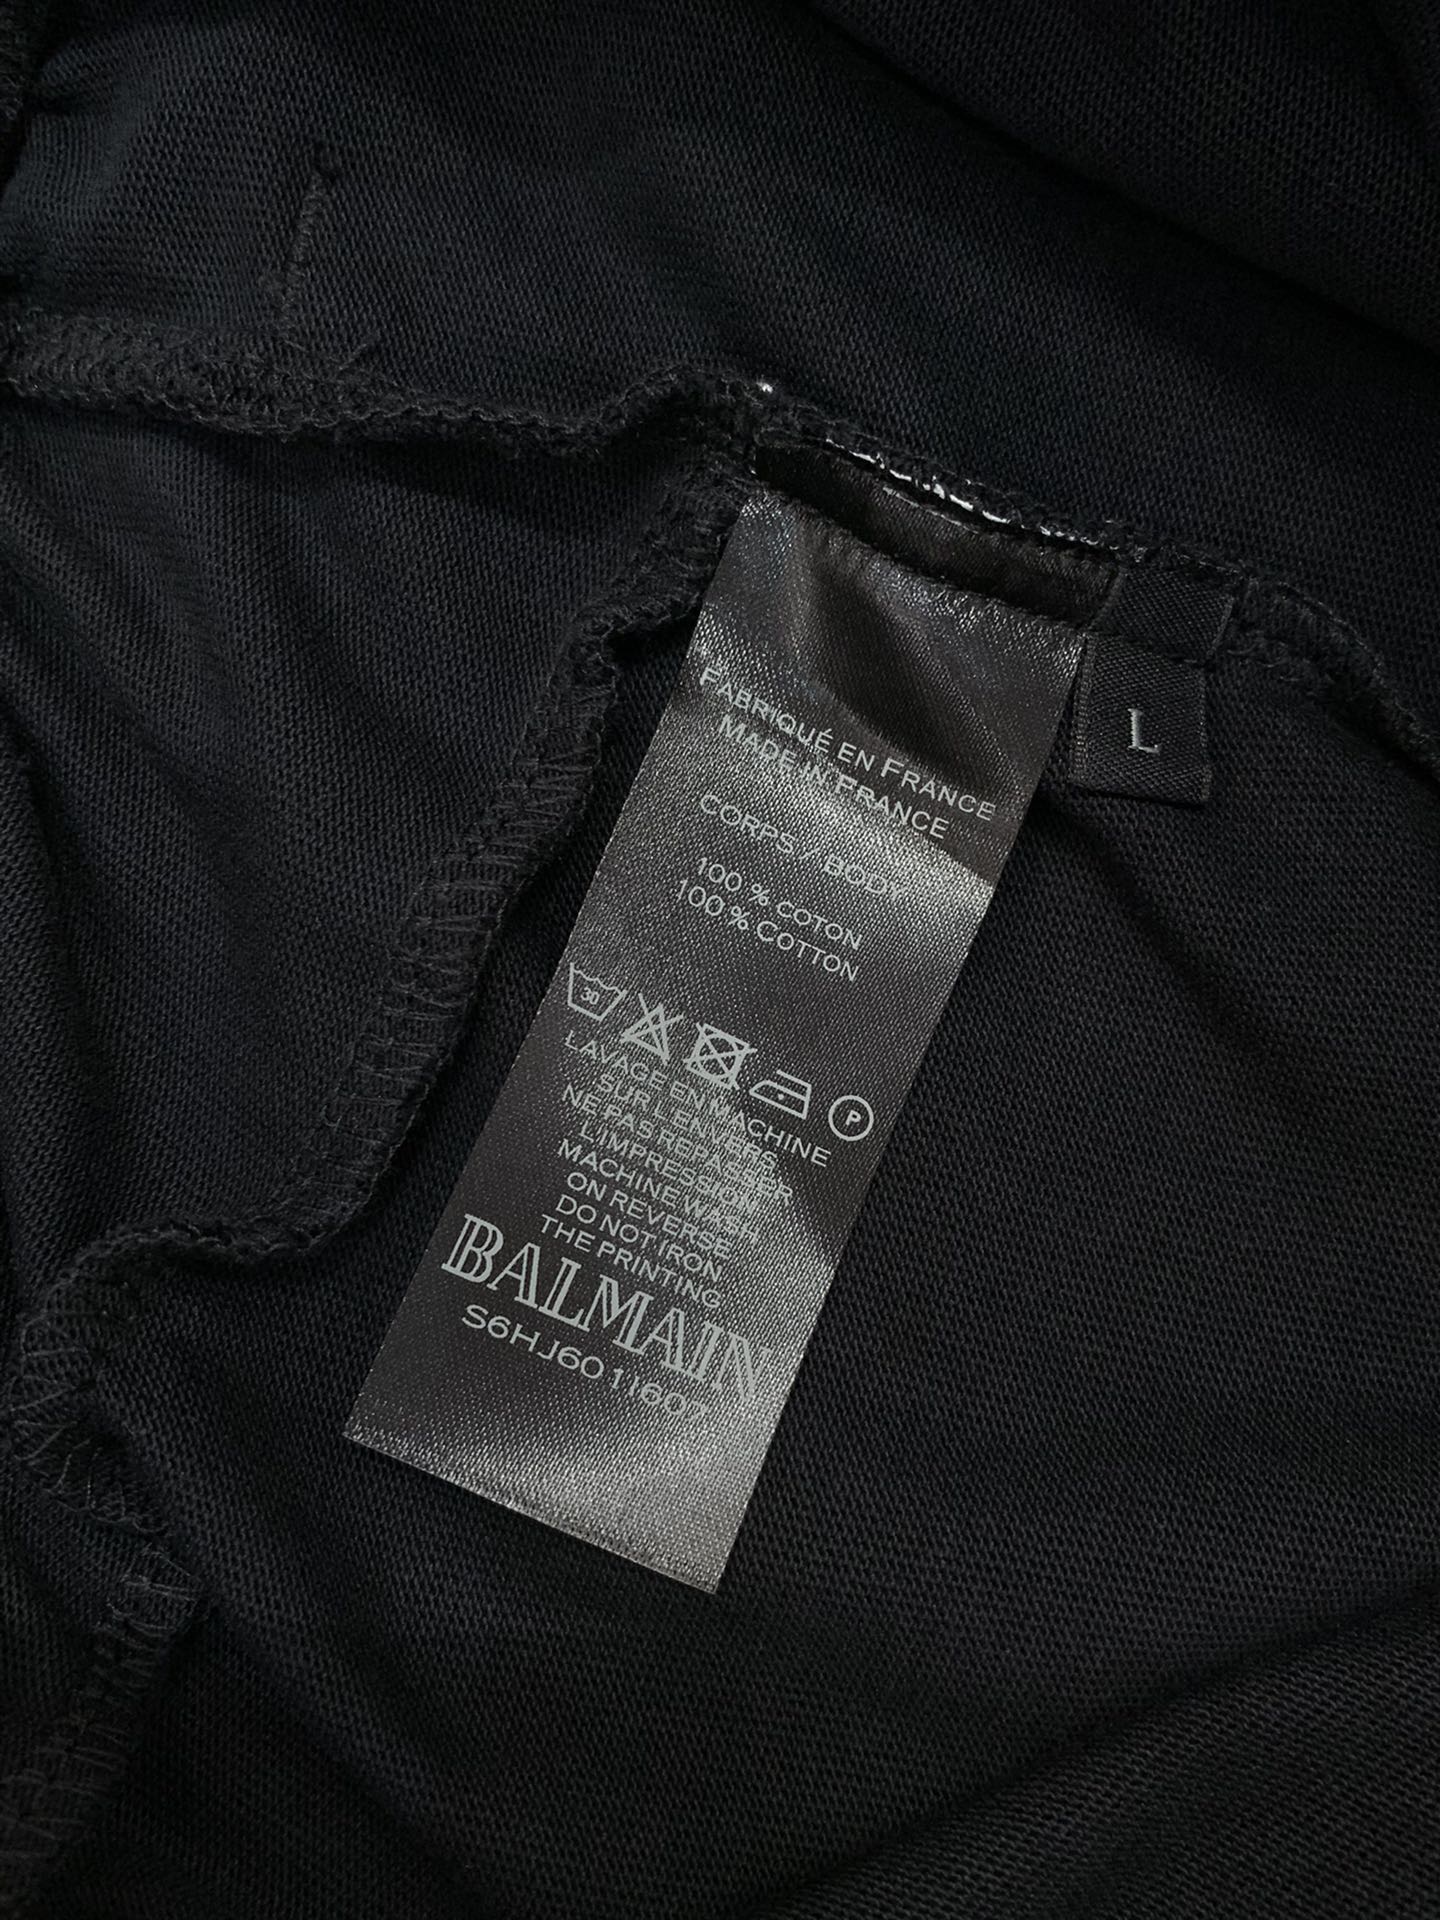 FABRIQUÉ EN FRANCE
MADE IN FRANCE
CORPS / BODY
100 % COTON
100 % COTTON
30
P
LAVAGE EN MACHINE
SUR L'ENVERS
NE PAS REPASSER
L'IMPRESSION
MACHINE WASH
ON REVERSE
DO NOT IRON
THE PRINTING
BALMAIN
S6HJ601I607
L